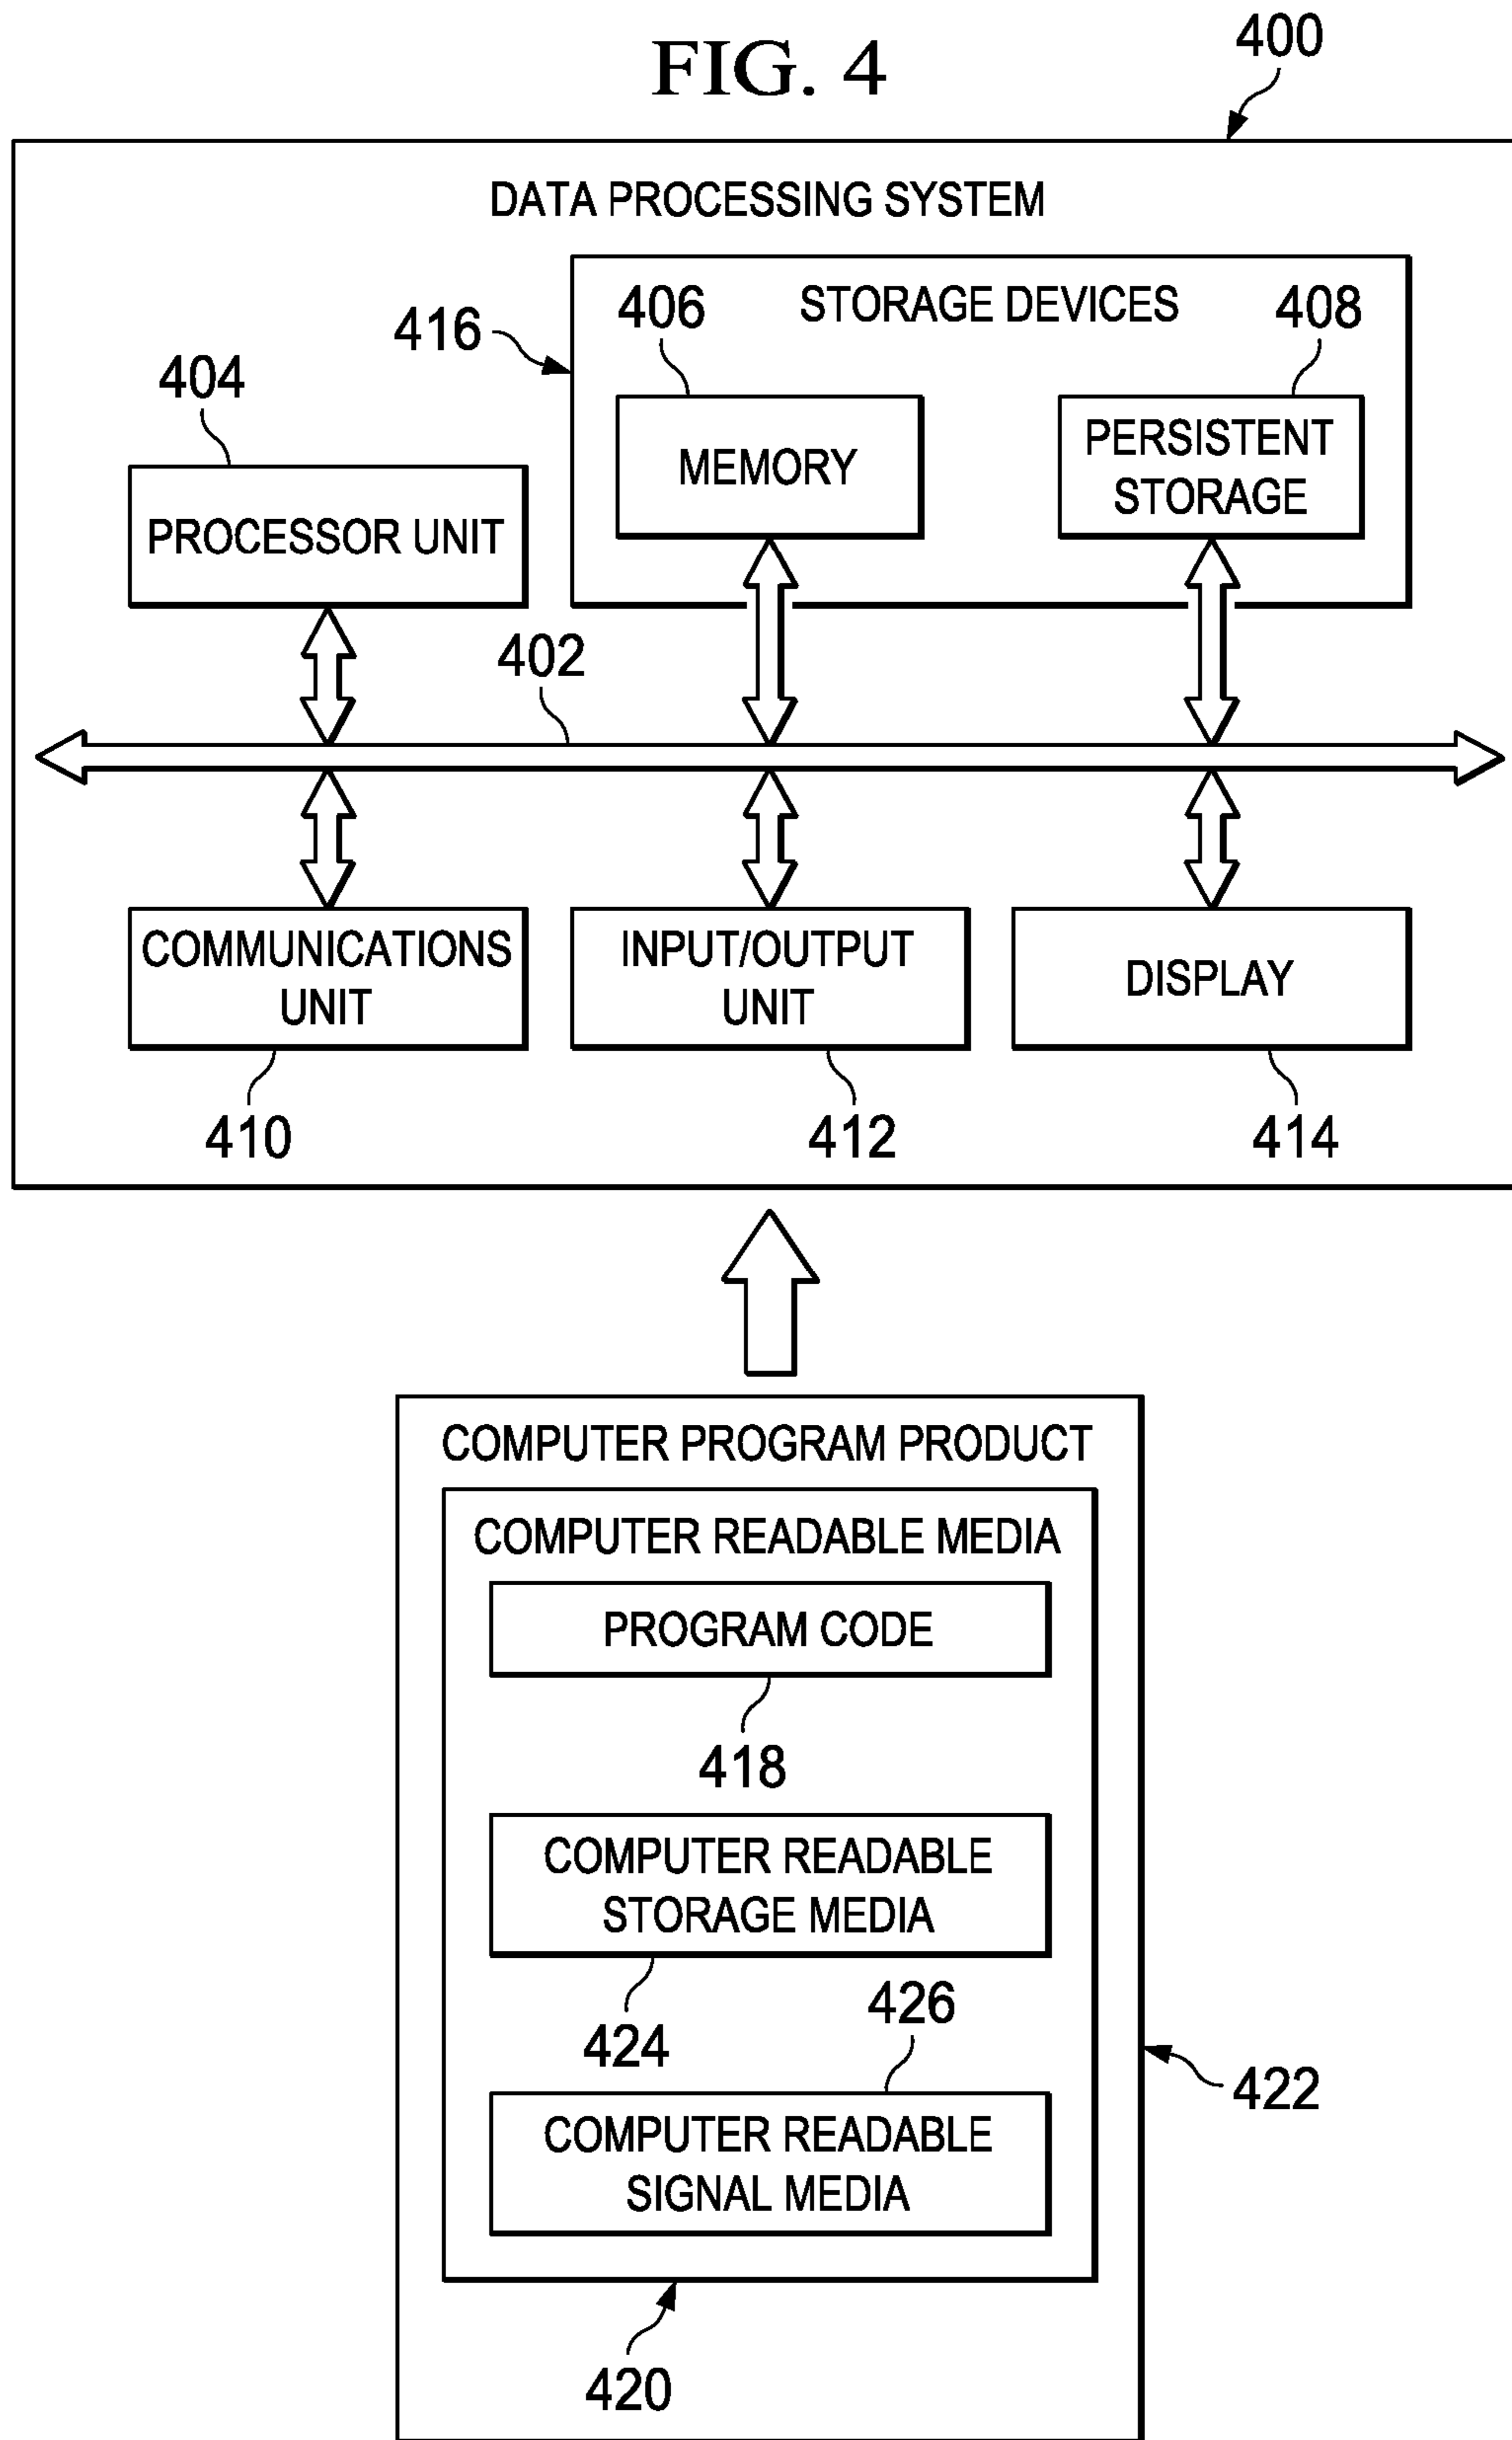 FIG. 4
400
DATA PROCESSING SYSTEM
416
406
STORAGE DEVICES
408
404
MEMORY
PERSISTENT
STORAGE
PROCESSOR UNIT
402
COMMUNICATIONS
UNIT
INPUT/OUTPUT
UNIT
DISPLAY
410
412
414
COMPUTER PROGRAM PRODUCT
COMPUTER READABLE MEDIA
PROGRAM CODE
418
COMPUTER READABLE
STORAGE MEDIA
424
426
COMPUTER READABLE
SIGNAL MEDIA
422
420